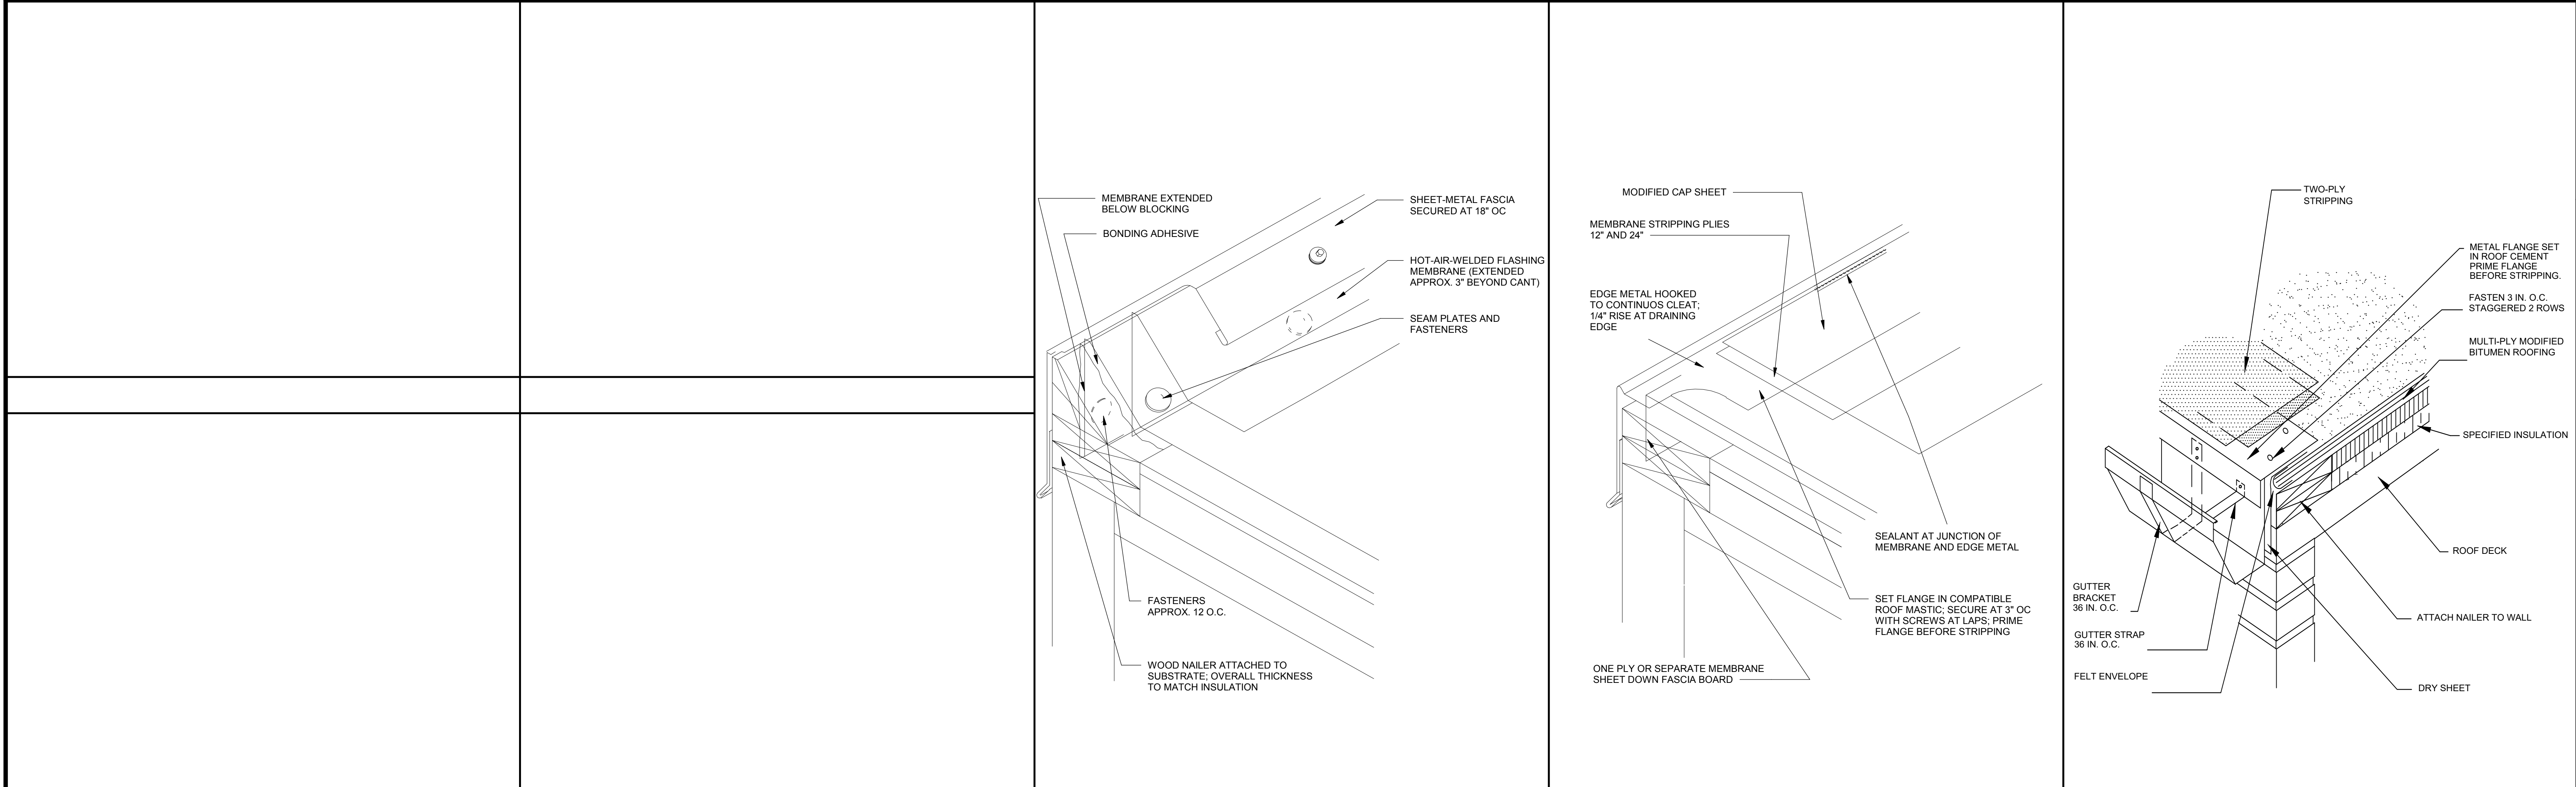 MEMBRANE EXTENDED
BELOW BLOCKING
BONDING ADHESIVE
SHEET-METAL FASCIA
SECURED AT 18" OC
HOT-AIR-WELDED FLASHING
MEMBRANE (EXTENDED
APPROX. 3" BEYOND CANT)
SEAM PLATES AND
FASTENERS
FASTENERS
APPROX. 12 O.C.
WOOD NAILER ATTACHED TO
SUBSTRATE; OVERALL THICKNESS
TO MATCH INSULATION
MODIFIED CAP SHEET
MEMBRANE STRIPPING PLIES
12" AND 24"
EDGE METAL HOOKED
TO CONTINUOS CLEAT;
1/4" RISE AT DRAINING
EDGE
SEALANT AT JUNCTION OF
MEMBRANE AND EDGE METAL
SET FLANGE IN COMPATIBLE
ROOF MASTIC; SECURE AT 3" OC
WITH SCREWS AT LAPS; PRIME
FLANGE BEFORE STRIPPING
ONE PLY OR SEPARATE MEMBRANE
SHEET DOWN FASCIA BOARD
TWO-PLY
STRIPPING
METAL FLANGE SET
IN ROOF CEMENT
PRIME FLANGE
BEFORE STRIPPING.
FASTEN 3 IN. O.C.
STAGGERED 2 ROWS
MULTI-PLY MODIFIED
BITUMEN ROOFING
SPECIFIED INSULATION
ROOF DECK
ATTACH NAILER TO WALL
DRY SHEET
GUTTER
BRACKET
36 IN. O.C.
GUTTER STRAP
36 IN. O.C.
FELT ENVELOPE